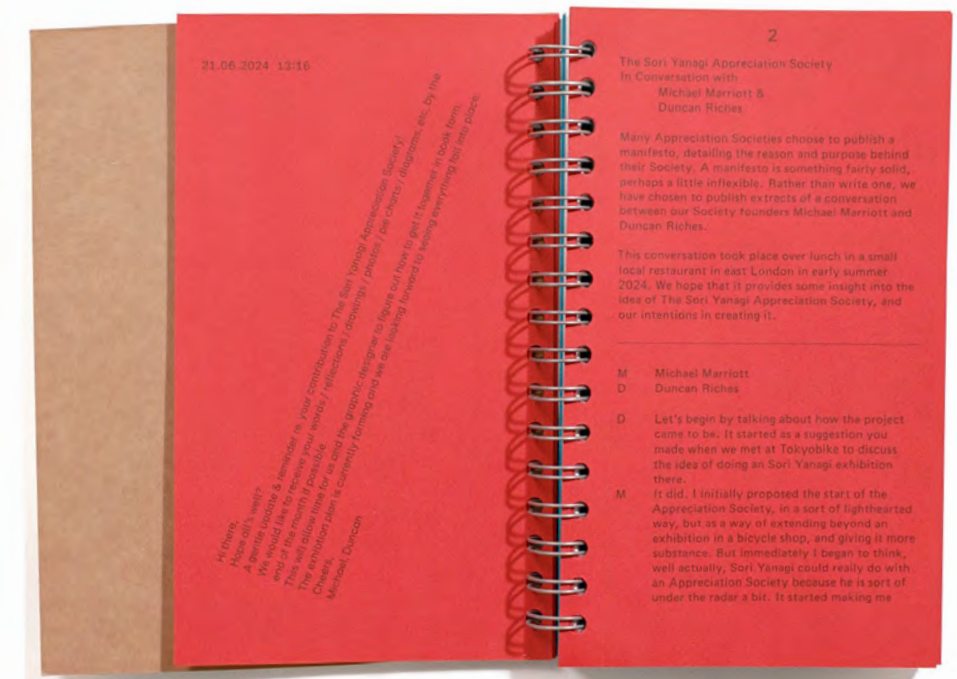 21.06.2024 13:16
Hi there,
Hope all's well?
A gentle update & reminder re. your contribution to The Sori Yanagi Appreciation Society!
We would like to receive your words / reflections / drawings / photos / pie charts / diagrams, etc, by the
end of the month if possible.
This will allow time for us and the graphic designer to figure out how to get it together in book form.
The exhibition plan is currently forming and we are looking forward to seeing everything fall into place.
Cheers,
Michael, Duncan
2
The Sori Yanagi Appreciation Society
In Conversation with
Michael Marriott &
Duncan Riches
Many Appreciation Societies choose to publish a
manifesto, detailing the reason and purpose behind
their Society. A manifesto is something fairly solid,
perhaps a little inflexible. Rather than write one, we
have chosen to publish extracts of a conversation
between our Society founders Michael Marriott and
Duncan Riches.
This conversation took place over lunch in a small
local restaurant in east London in early summer
2024. We hope that it provides some insight into the
idea of The Sori Yanagi Appreciation Society, and
our intentions in creating it.
M Michael Marriott
D Duncan Riches
D Let's begin by talking about how the project
came to be. It started as a suggestion you
made when we met at Tokyobike to discuss
the idea of doing an Sori Yanagi exhibition
there.
M It did. I initially proposed the start of the
Appreciation Society, in a sort of lighthearted
way, but as a way of extending beyond an
exhibition in a bicycle shop, and giving it more
substance. But immediately I began to think,
well actually, Sori Yanagi could really do with
an Appreciation Society because he is sort of
under the radar a bit. It started making me